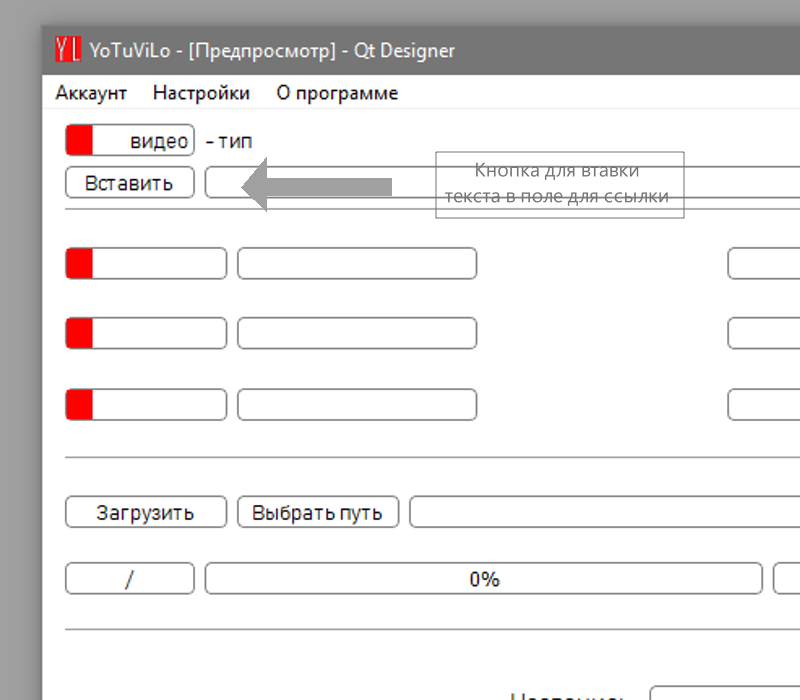 YL YoTuViLo - [Предпросмотр] - Qt Designer
Аккаунт Настройки О программе
видео - тип
Кнопка для втавки
Вставить
текста в поле для ссылки
Загрузить Выбрать путь
/ 0%